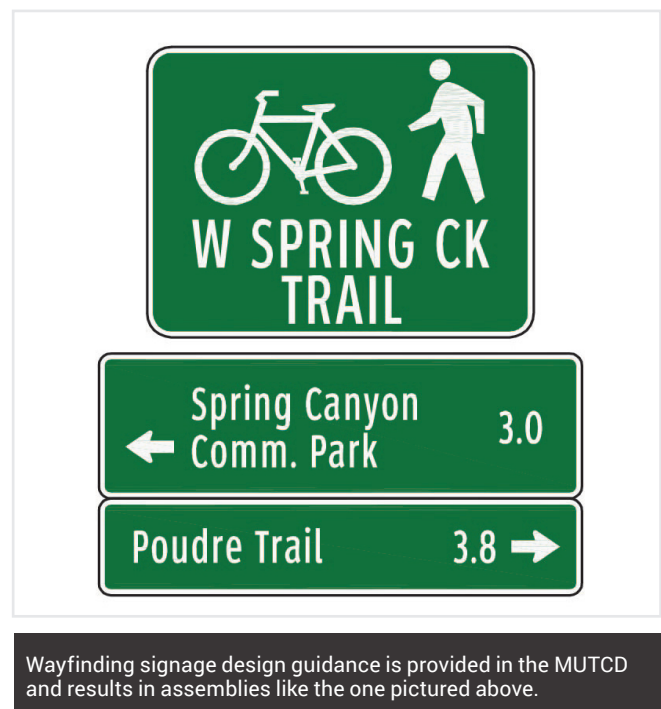 W SPRING CK
TRAIL
Spring Canyon
Comm. Park
3.0
Poudre Trail 3.8
Wayfinding signage design guidance is provided in the MUTCD
and results in assemblies like the one pictured above.